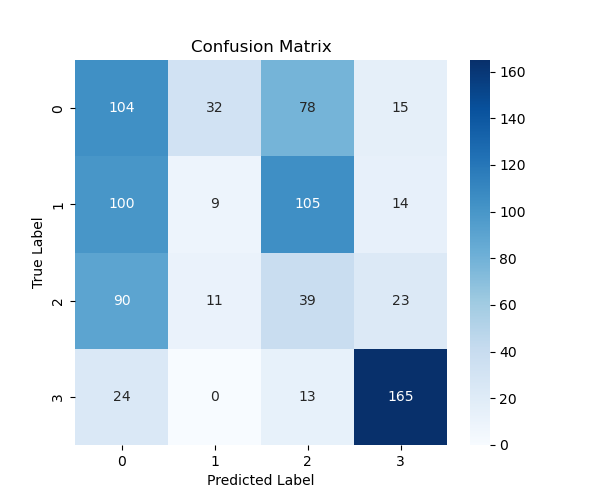 Confusion Matrix
True Label
0 104 32 78 15
1 100 9 105 14
2 90 11 39 23
3 24 0 13 165
0 1 2 3
Predicted Label
160
140
120
100
80
60
40
20
0